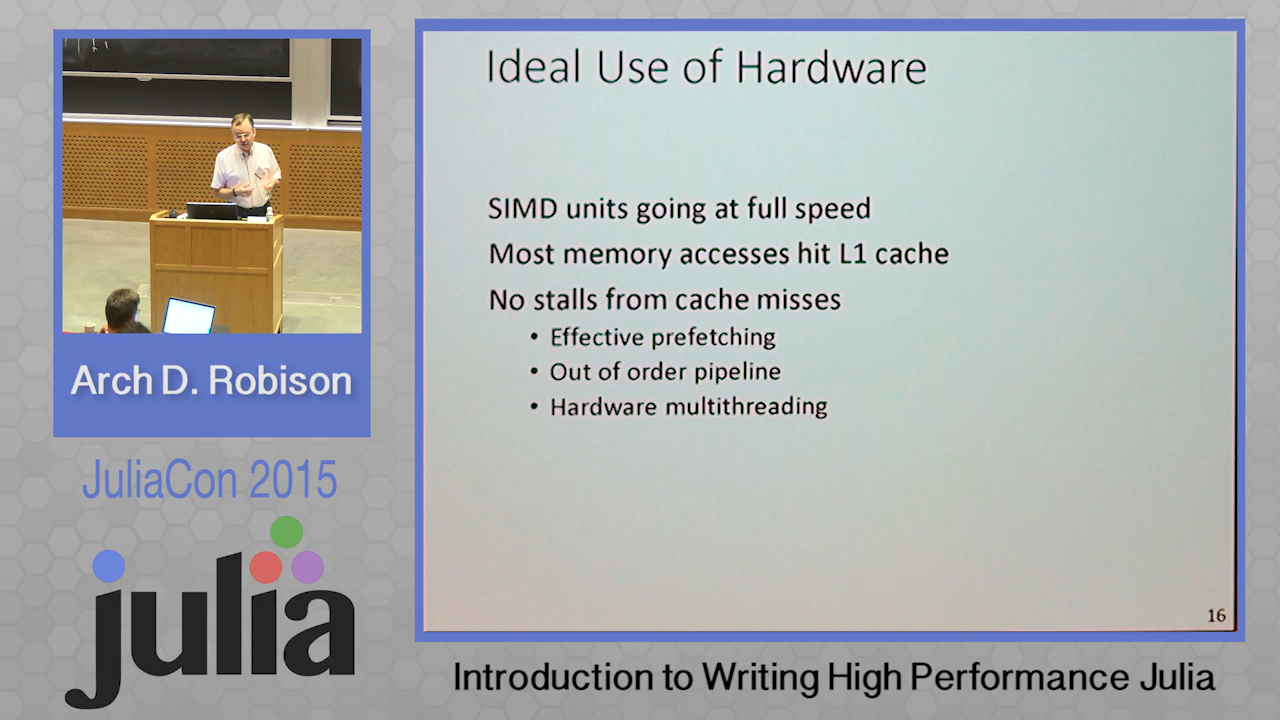 Ideal Use of Hardware
SIMD units going at full speed
Most memory accesses hit L1 cache
No stalls from cache misses
• Effective prefetching
• Out of order pipeline
• Hardware multithreading
16
Arch D. Robison
JuliaCon 2015
julia
Introduction to Writing High Performance Julia